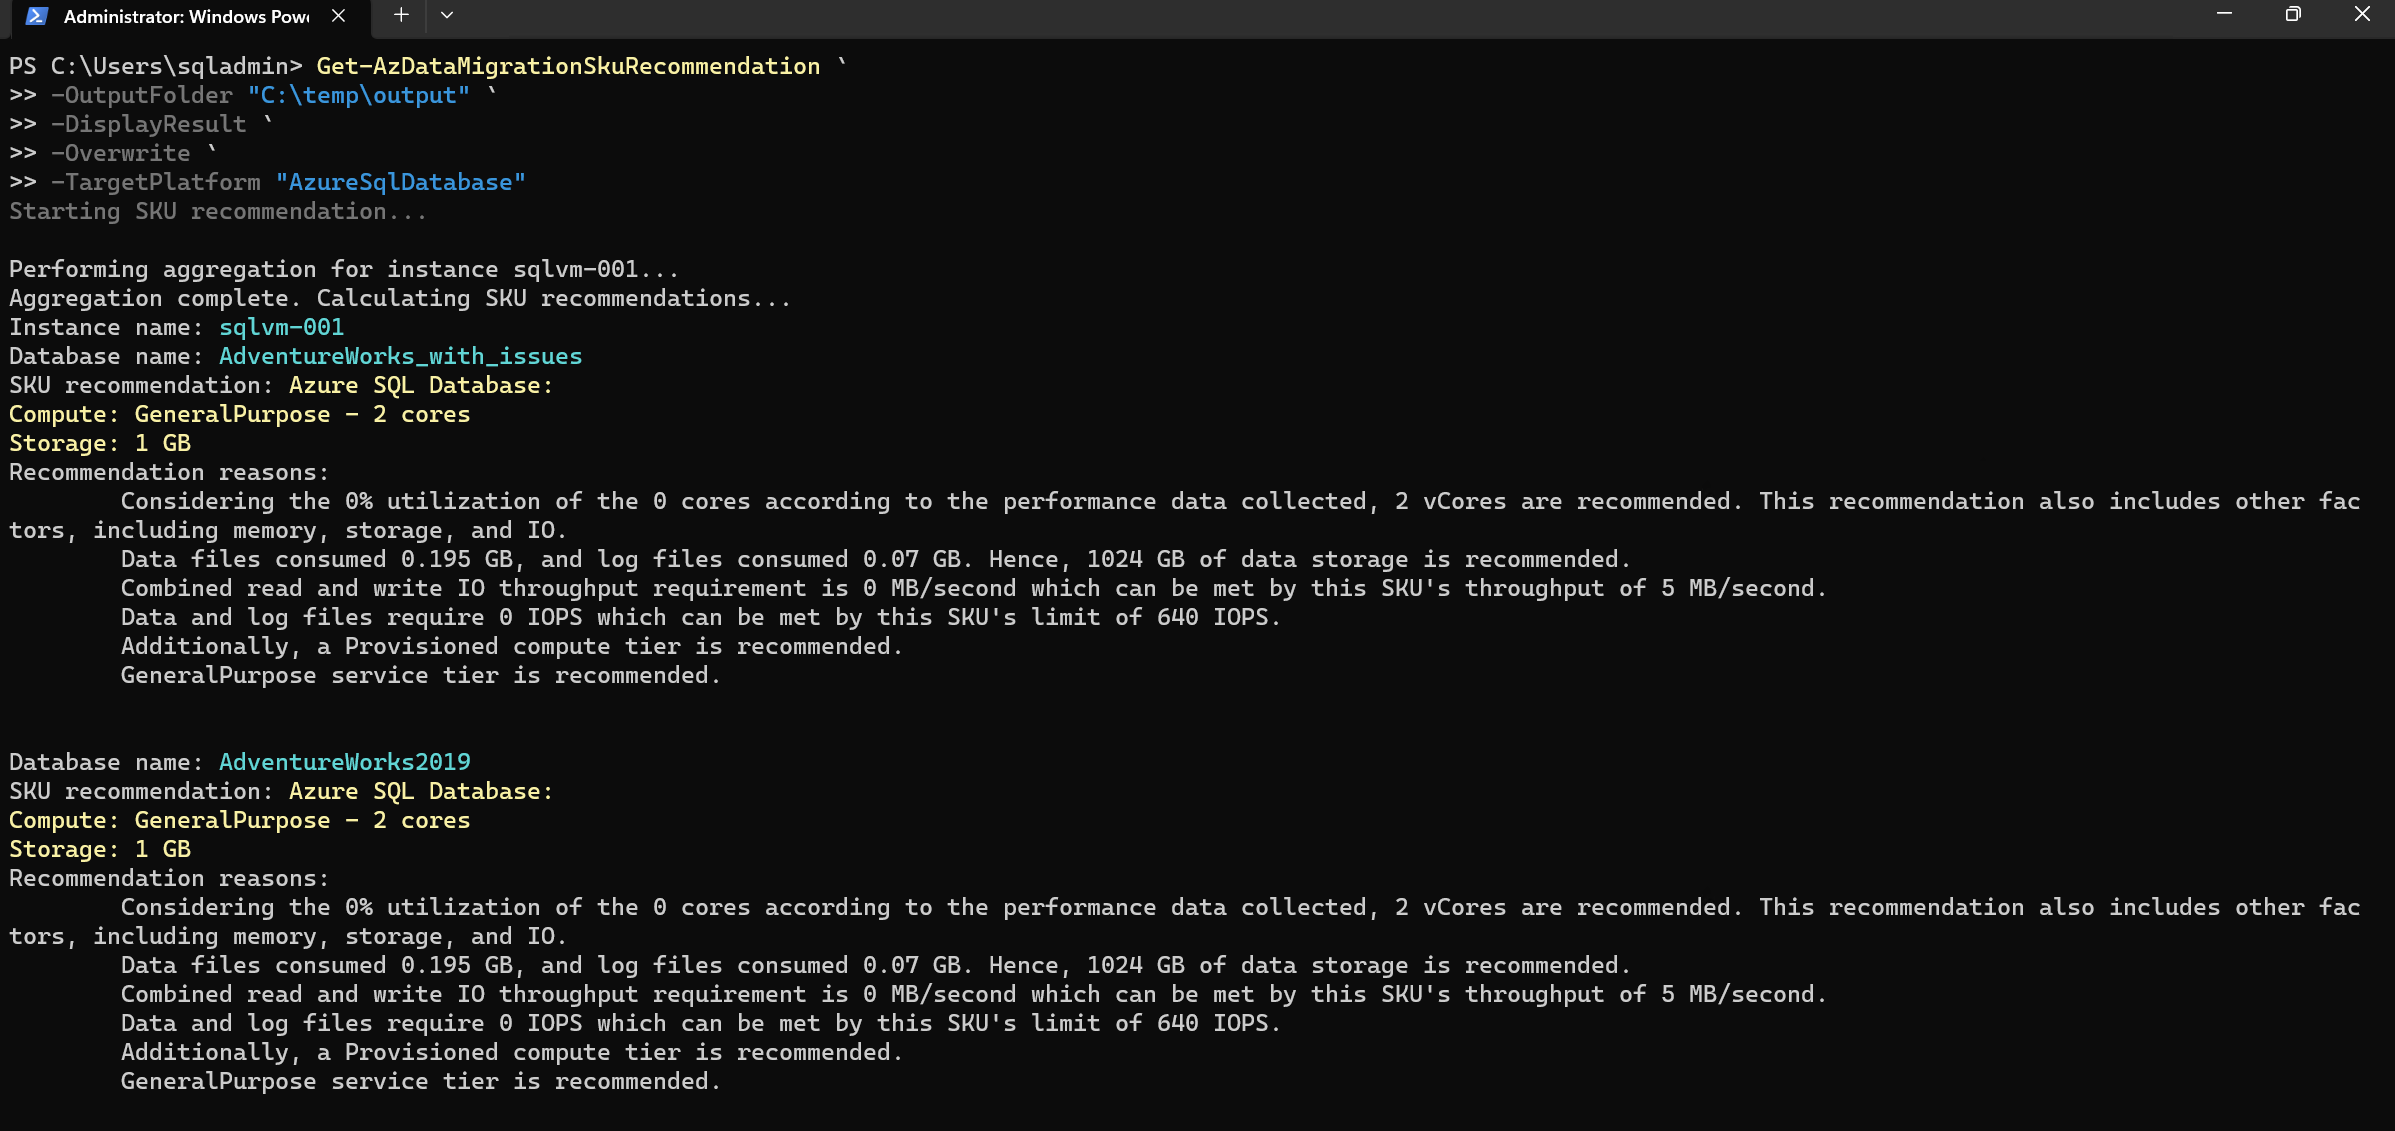 Administrator: Windows Pow
PS C:\Users\sqladmin> Get-AzDataMigrationSkuRecommendation `
>> -OutputFolder "C:\temp\output" `
>> -DisplayResult `
>> -Overwrite `
>> -TargetPlatform "AzureSqlDatabase"
Starting SKU recommendation...
Performing aggregation for instance sqlvm-001...
Aggregation complete. Calculating SKU recommendations...
Instance name: sqlvm-001
Database name: AdventureWorks_with_issues
SKU recommendation: Azure SQL Database:
Compute: GeneralPurpose - 2 cores
Storage: 1 GB
Recommendation reasons:
Considering the 0% utilization of the 0 cores according to the performance data collected, 2 vCores are recommended. This recommendation also includes other fac
tors, including memory, storage, and IO.
Data files consumed 0.195 GB, and log files consumed 0.07 GB. Hence, 1024 GB of data storage is recommended.
Combined read and write IO throughput requirement is 0 MB/second which can be met by this SKU's throughput of 5 MB/second.
Data and log files require 0 IOPS which can be met by this SKU's limit of 640 IOPS.
Additionally, a Provisioned compute tier is recommended.
GeneralPurpose service tier is recommended.
Database name: AdventureWorks2019
SKU recommendation: Azure SQL Database:
Compute: GeneralPurpose - 2 cores
Storage: 1 GB
Recommendation reasons:
Considering the 0% utilization of the 0 cores according to the performance data collected, 2 vCores are recommended. This recommendation also includes other fac
tors, including memory, storage, and IO.
Data files consumed 0.195 GB, and log files consumed 0.07 GB. Hence, 1024 GB of data storage is recommended.
Combined read and write IO throughput requirement is 0 MB/second which can be met by this SKU's throughput of 5 MB/second.
Data and log files require 0 IOPS which can be met by this SKU's limit of 640 IOPS.
Additionally, a Provisioned compute tier is recommended.
GeneralPurpose service tier is recommended.